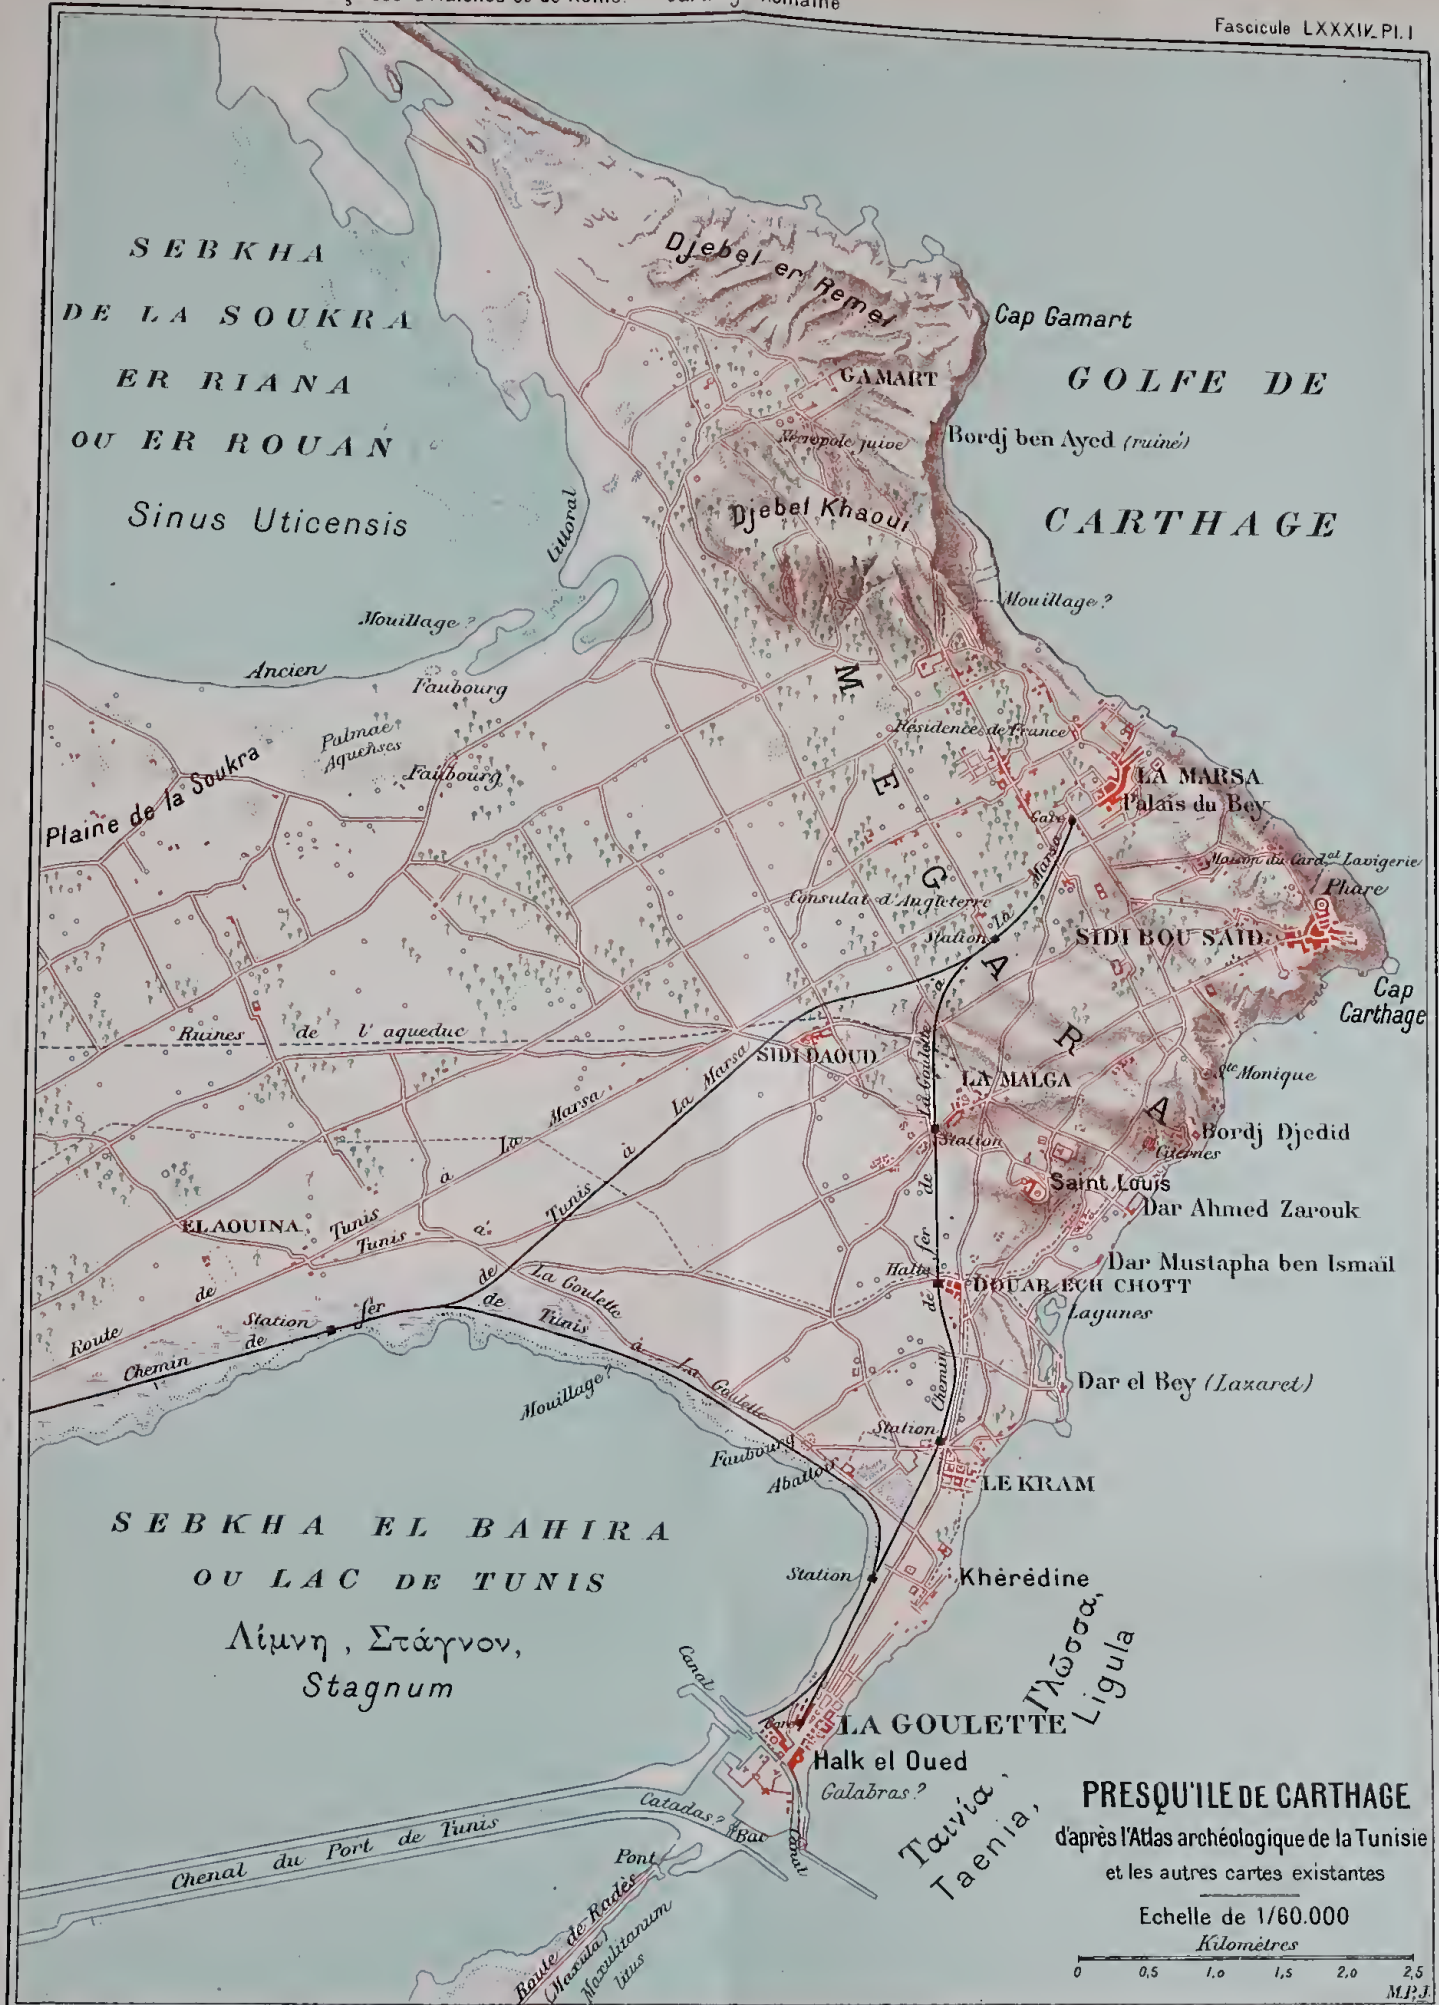 Fascicule LXXXIV_Pl.I
SEBKHA
DE LA SOUKRA
ER RIANA
OU ER ROUAN
Sinus Uticensis
Djebel er Remel
Cap Gamart
GAMART
GOLFE DE
CARTHAGE
Nécropole juive
Bordj ben Ayed (ruiné)
Djebel Khaoui
Littoral
Mouillage?
Mouillage?
Ancien
Faubourg
Palmae
Aquenses
Faubourg
Plaine de la Soukra
MEGARA
Résidence de France
LA MARSA
Palais du Bey
Gare
Maison du Card.al Lavigerie
Phare
Consulat d'Angleterre
Station
SIDI BOU SAÏD
Cap
Carthage
Ruines de l'aqueduc
SIDI DAOUD
LA MALGA
Ste Monique
Station
Bordj Djedid
Citernes
Saint Louis
Dar Ahmed Zarouk
EL AOUINA
Route de Tunis à La Marsa
Tunis à La Goulette
Chemin de fer de Tunis à La Marsa
de Tunis à La Goulette
Chemin de fer de La Goulette à La Marsa
Station
Halte
DOUAR ECH CHOTT
Dar Mustapha ben Ismaïl
Lagunes
Dar el Bey (Lazaret)
Mouillage?
Station
Faubourg
Abattoir
LE KRAM
SEBKHA EL BAHIRA
OU LAC DE TUNIS
Λίμνη, Στάγνον,
Stagnum
Station
Khérédine
Γλῶσσα,
Ligula
Canal
Gare
LA GOULETTE
Halk el Oued
Galabras?
Ταινία,
Taenia,
Catadas?
Bac
Canal
Chenal du Port de Tunis
Pont
Route de Radès
(Maxula)
Maxulitanum
litus
PRESQU'ILE DE CARTHAGE
d'après l'Atlas archéologique de la Tunisie
et les autres cartes existantes
Echelle de 1/60.000
Kilomètres
0 0,5 1,0 1,5 2,0 2,5
M.P.J.